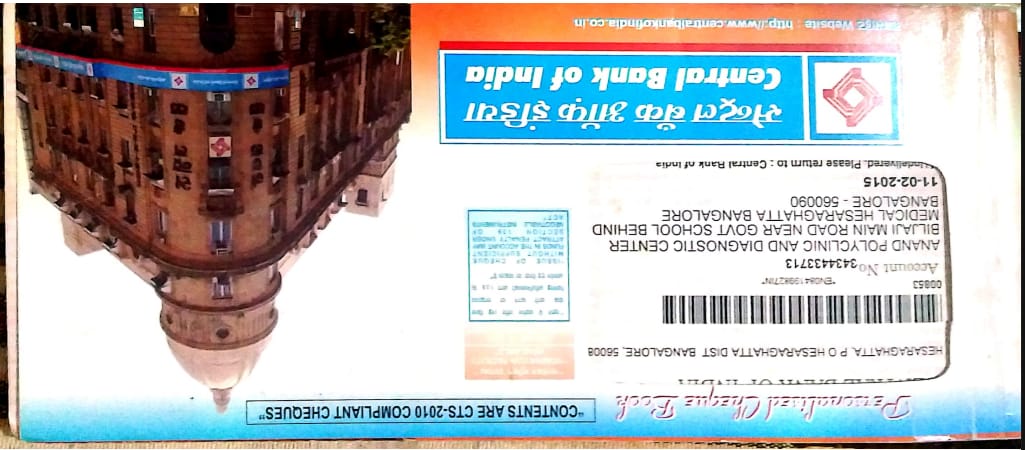 Personalised Cheque Book
"CONTENTS ARE CTS-2010 COMPLIANT CHEQUES"
CENTRAL BANK OF INDIA
HESARAGHATTA, P O HESARAGHATTA DIST BANGALORE, 56008
00853
*EN084199827IN*
Account No. 3434433713
ANAND POLYCLINIC AND DIAGNOSTIC CENTER
BILJAJI MAIN ROAD NEAR GOVT SCHOOL BEHIND
MEDICAL HESARAGHATTA BANGALORE
BANGALORE - 560090
11-02-2015
If Undelivered, Please return to : Central Bank of India
"ISSUE OF CHEQUE
WITHOUT SUFFICIENT
FUNDS IN THE ACCOUNT MAY
ATTRACT PENALTY UNDER
SECTION 138 OF
NEGOTIABLE INSTRUMENTS
ACT"
सेन्ट्रल बैंक ऑफ़ इंडिया
Central Bank of India
Website : http://www.centralbankofindia.co.in